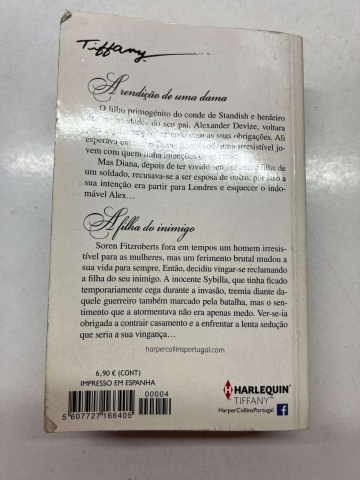 Tiffany
A rendição de uma dama
O filho primogénito do conde de Standish e herdeiro
do seu pai, Alexander Devize, voltara
com as suas obrigações. Ali
esperava uma irresistível jo-
vem com quem tinha intenções
Mas Diana, depois de ter vivido sempre filha de
um soldado, recusava-se a ser esposa de outro, por isso a
sua intenção era partir para Londres e esquecer o indo-
mável Alex…
A filha do inimigo
Soren Fitzroberts fora em tempos um homem irresis-
tível para as mulheres, mas um ferimento brutal mudou a
sua vida para sempre. Então, decidiu vingar-se reclamando
a filha do seu inimigo. A inocente Sybilla, que tinha ficado
temporariamente cega durante a invasão, tremia diante da-
quele guerreiro também marcado pela batalha, mas o sen-
timento que a atormentava não era apenas medo. Ver-se-ia
obrigada a contrair casamento e a enfrentar a lenta sedução
que seria a sua vingança…
harpercollinsportugal.com
6,90 € (CONT)
IMPRESSO EM ESPANHA
00004
5 607727 166405
HARLEQUIN
TIFFANY™
HarperCollinsPortugal